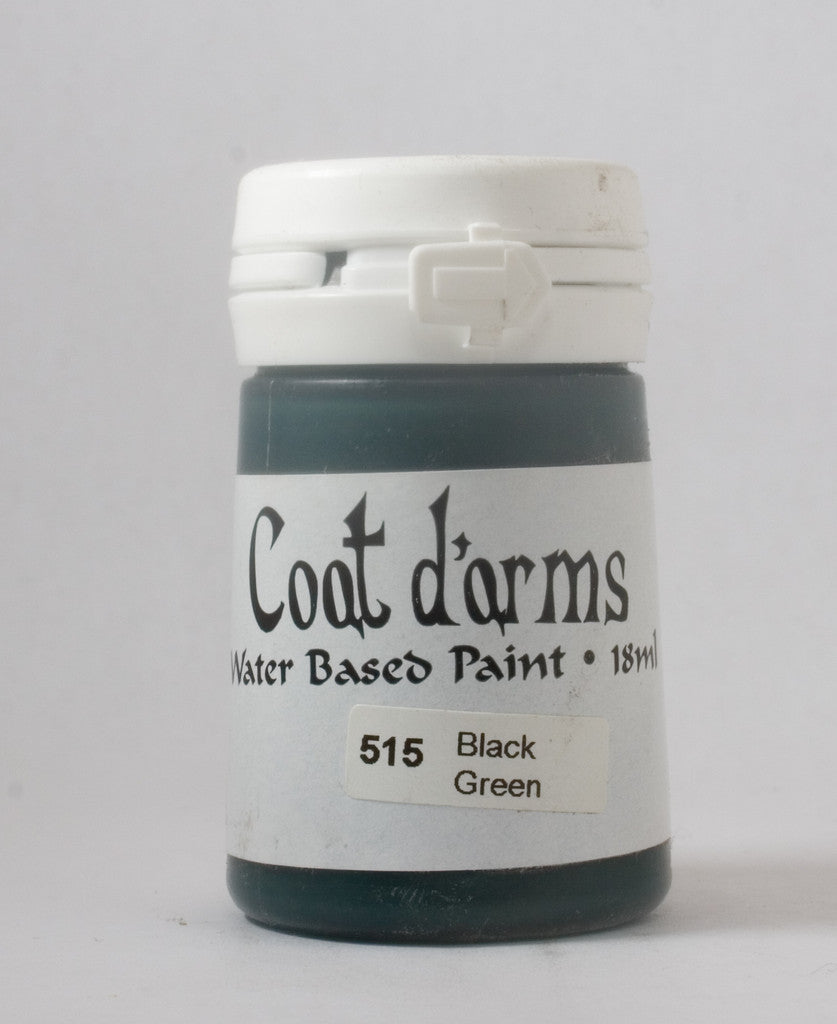 Coat d'arms
Water Based Paint • 18ml
515 Black
Green